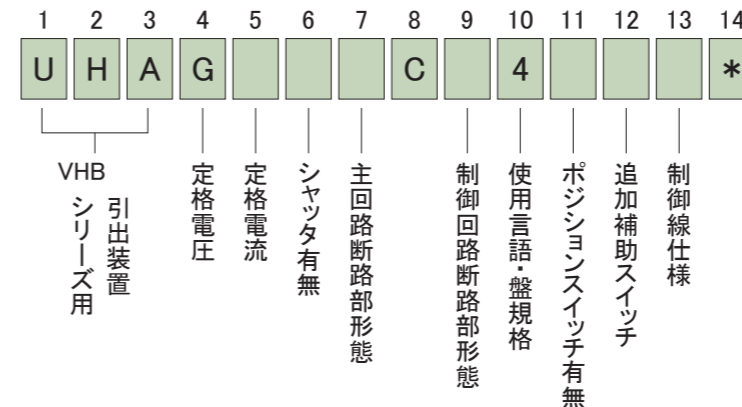 1 2 3 4 5 6 7 8 9 10 11 12 13 14
U H A G C 4 *
VHB
引出装置
シリーズ用
定格電圧
定格電流
シャッタ有無
主回路断路部形態
制御回路断路部形態
使用言語・盤規格
ポジションスイッチ有無
追加補助スイッチ
制御線仕様